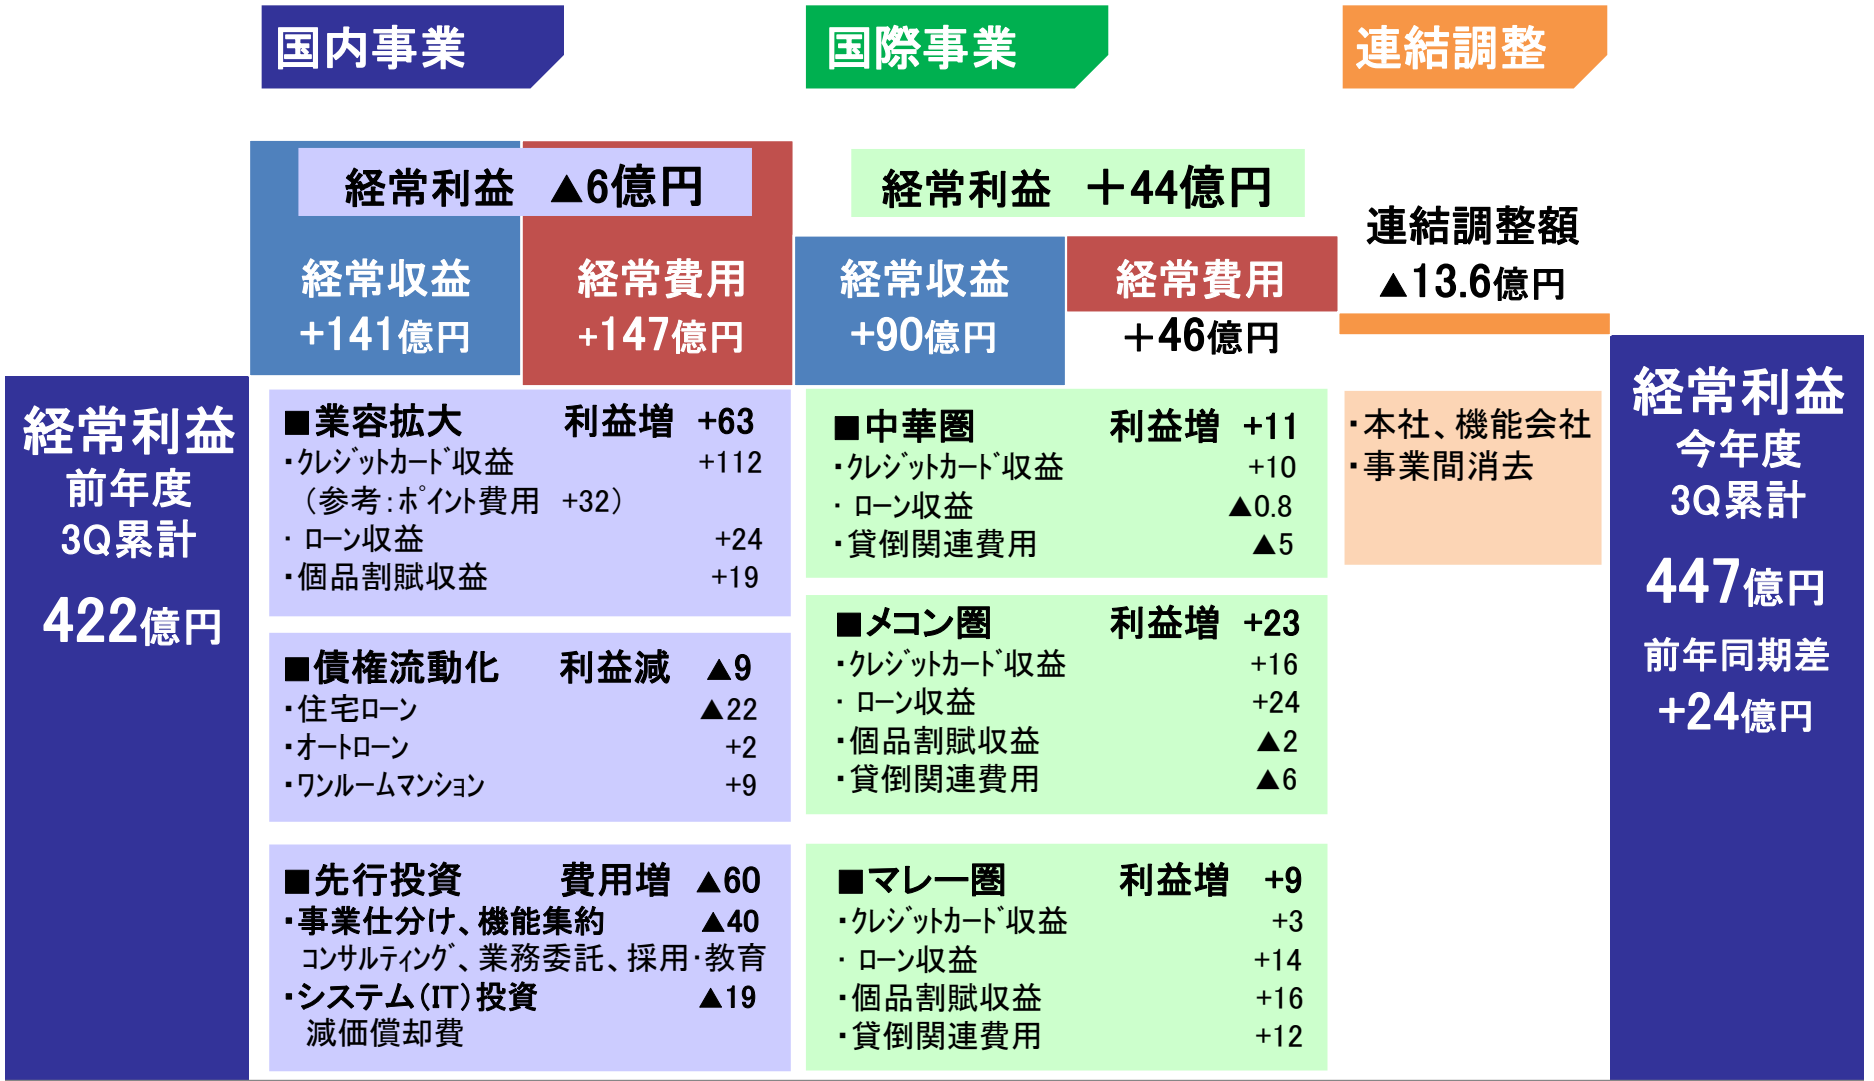 国内事業
国際事業
連結調整
経常利益
前年度
3Q累計
422億円
経常利益 ▲6億円
経常収益
+141億円
経常費用
+147億円
■業容拡大 利益増 +63
・クレジットカード収益 +112
（参考：ポイント費用 +32）
・ローン収益 +24
・個品割賦収益 +19
■債権流動化 利益減 ▲9
・住宅ローン ▲22
・オートローン +2
・ワンルームマンション +9
■先行投資 費用増 ▲60
・事業仕分け、機能集約 ▲40
コンサルティング、業務委託、採用・教育
・システム（IT）投資 ▲19
減価償却費
経常利益 ＋44億円
経常収益
+90億円
経常費用
＋46億円
■中華圏 利益増 +11
・クレジットカード収益 +10
・ローン収益 ▲0.8
・貸倒関連費用 ▲5
■メコン圏 利益増 +23
・クレジットカード収益 +16
・ローン収益 +24
・個品割賦収益 ▲2
・貸倒関連費用 ▲6
■マレー圏 利益増 +9
・クレジットカード収益 +3
・ローン収益 +14
・個品割賦収益 +16
・貸倒関連費用 +12
連結調整額
▲13.6億円
・本社、機能会社
・事業間消去
経常利益
今年度
3Q累計
447億円
前年同期差
+24億円